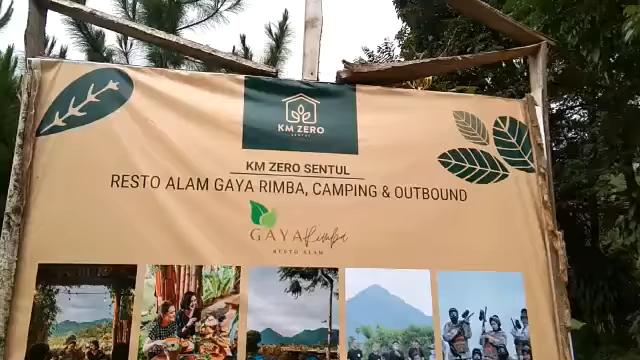 KM ZERO
SENTUL
KM ZERO SENTUL
RESTO ALAM GAYA RIMBA, CAMPING & OUTBOUND
GAYA Rimba
RESTO ALAM